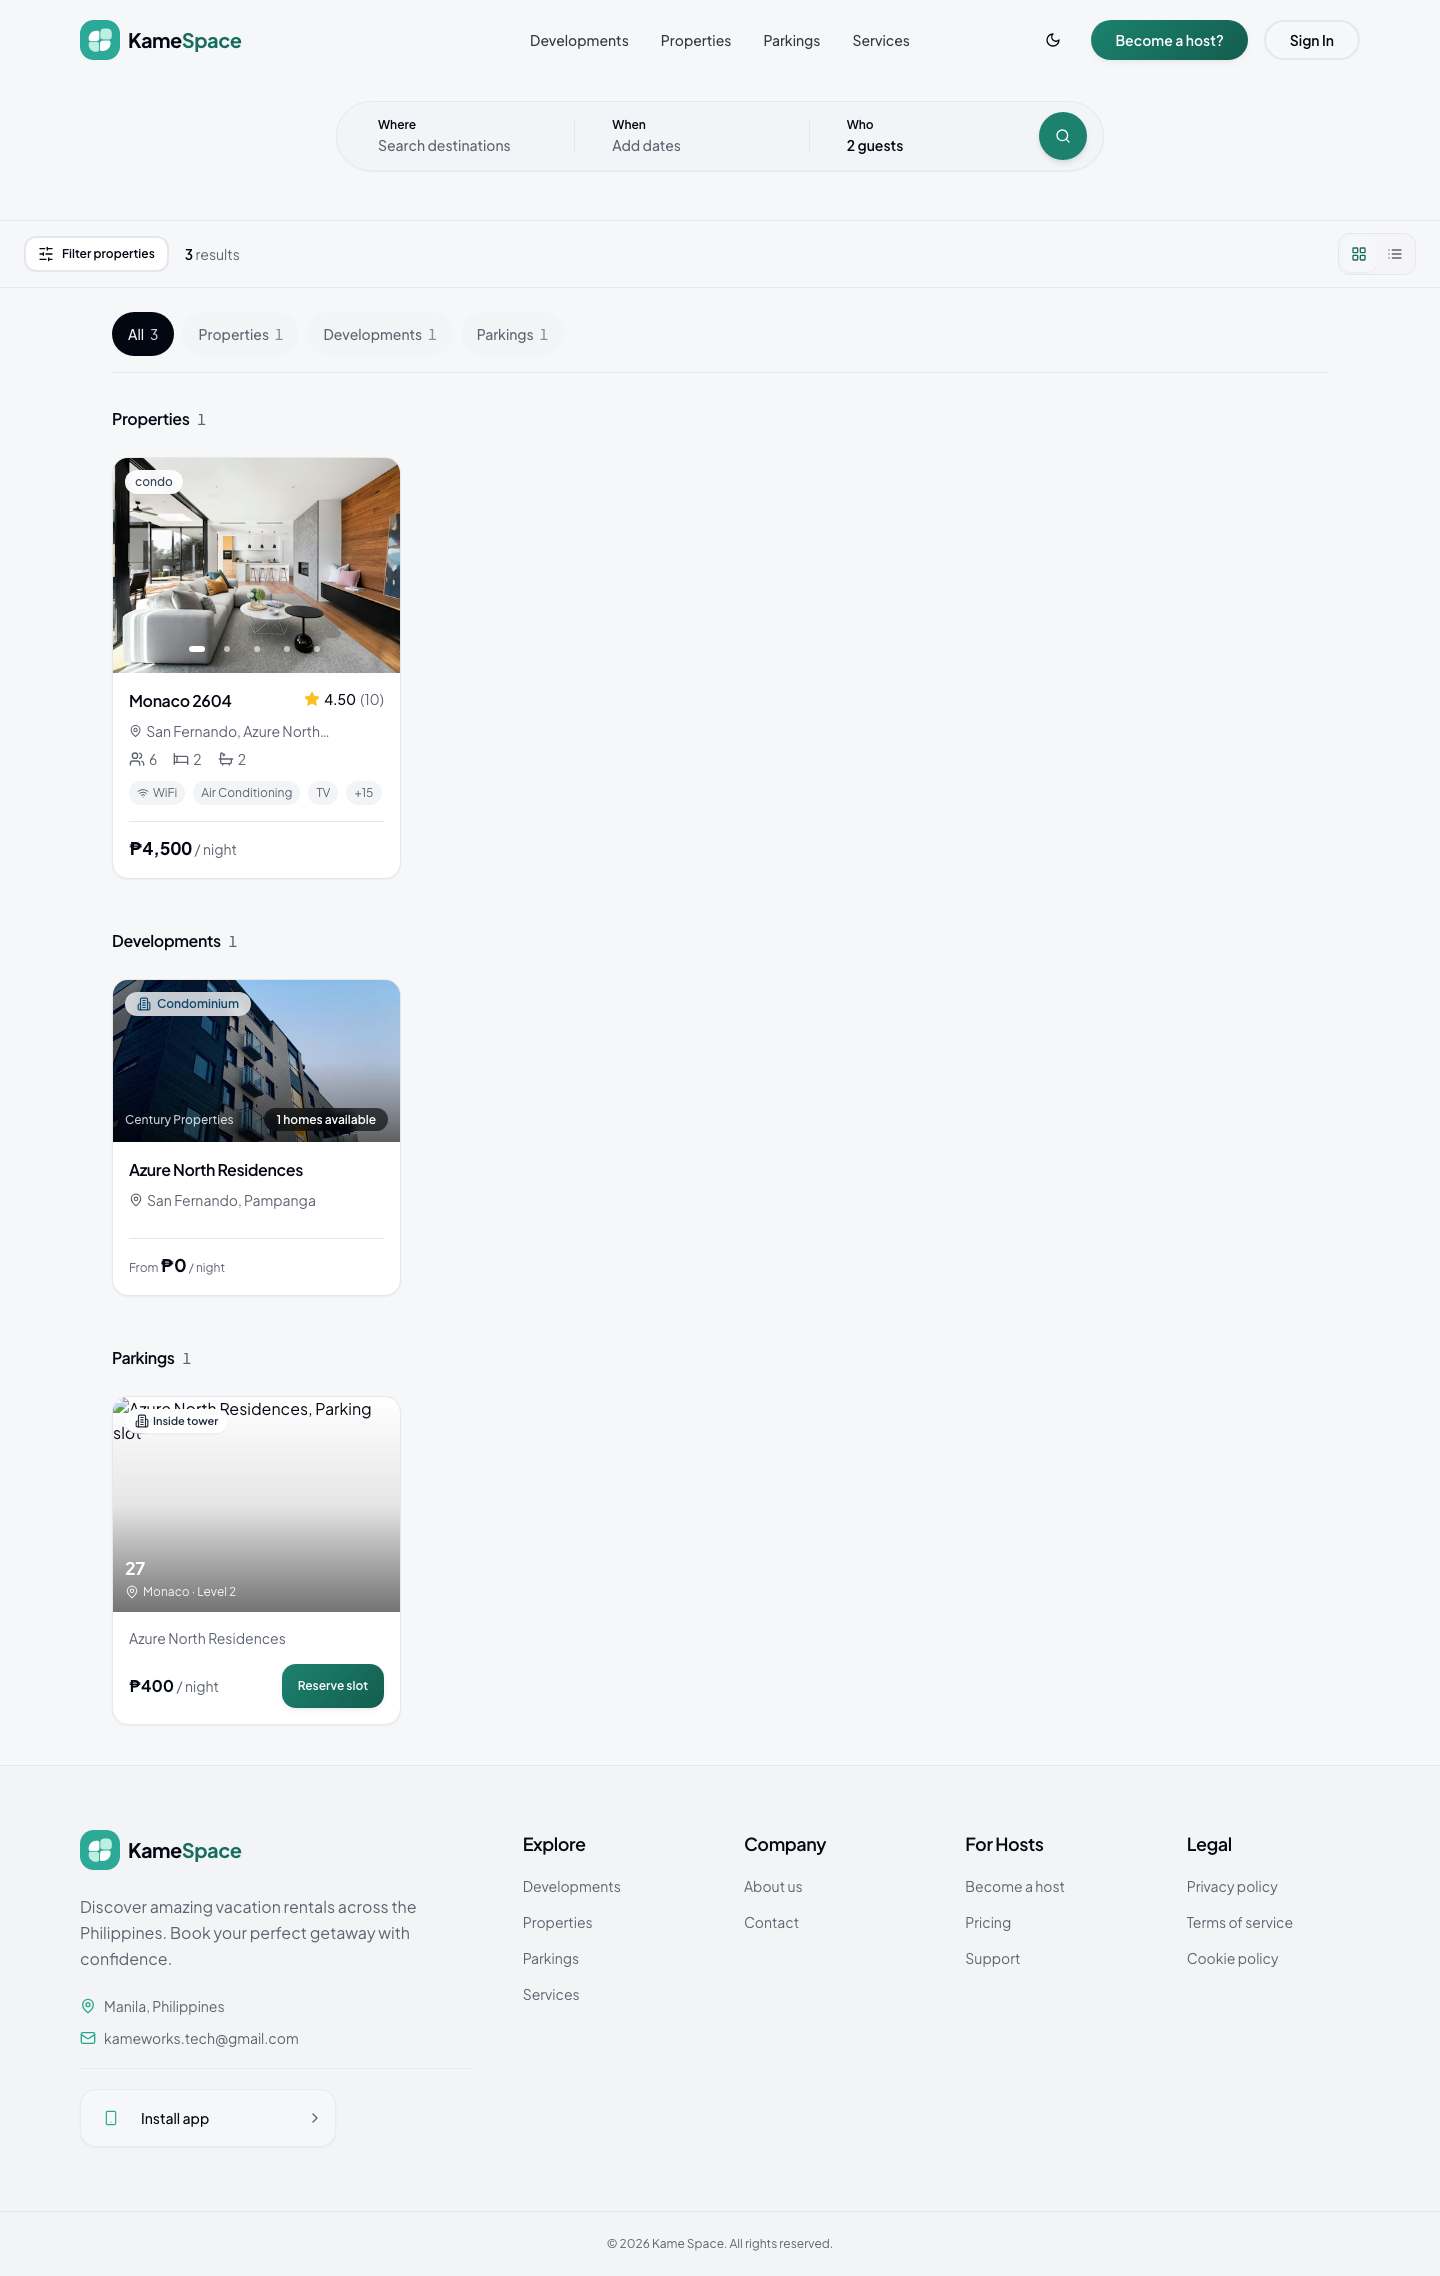 KameSpace
Developments
Properties
Parkings
Services
Become a host?
Sign In
Where
Search destinations
When
Add dates
Who
2 guests
Filter properties
3 results
All 3
Properties 1
Developments 1
Parkings 1
Properties 1
condo
Monaco 2604
4.50 (10)
San Fernando, Azure North...
6
2
2
WiFi
Air Conditioning
TV
+15
₱4,500 / night
Developments 1
Condominium
Century Properties
1 homes available
Azure North Residences
San Fernando, Pampanga
From ₱0 / night
Parkings 1
Azure North Residences, Parking
slot
Inside tower
27
Monaco · Level 2
Azure North Residences
₱400 / night
Reserve slot
KameSpace
Discover amazing vacation rentals across the
Philippines. Book your perfect getaway with
confidence.
Manila, Philippines
kameworks.tech@gmail.com
Install app
Explore
Developments
Properties
Parkings
Services
Company
About us
Contact
For Hosts
Become a host
Pricing
Support
Legal
Privacy policy
Terms of service
Cookie policy
© 2026 Kame Space. All rights reserved.